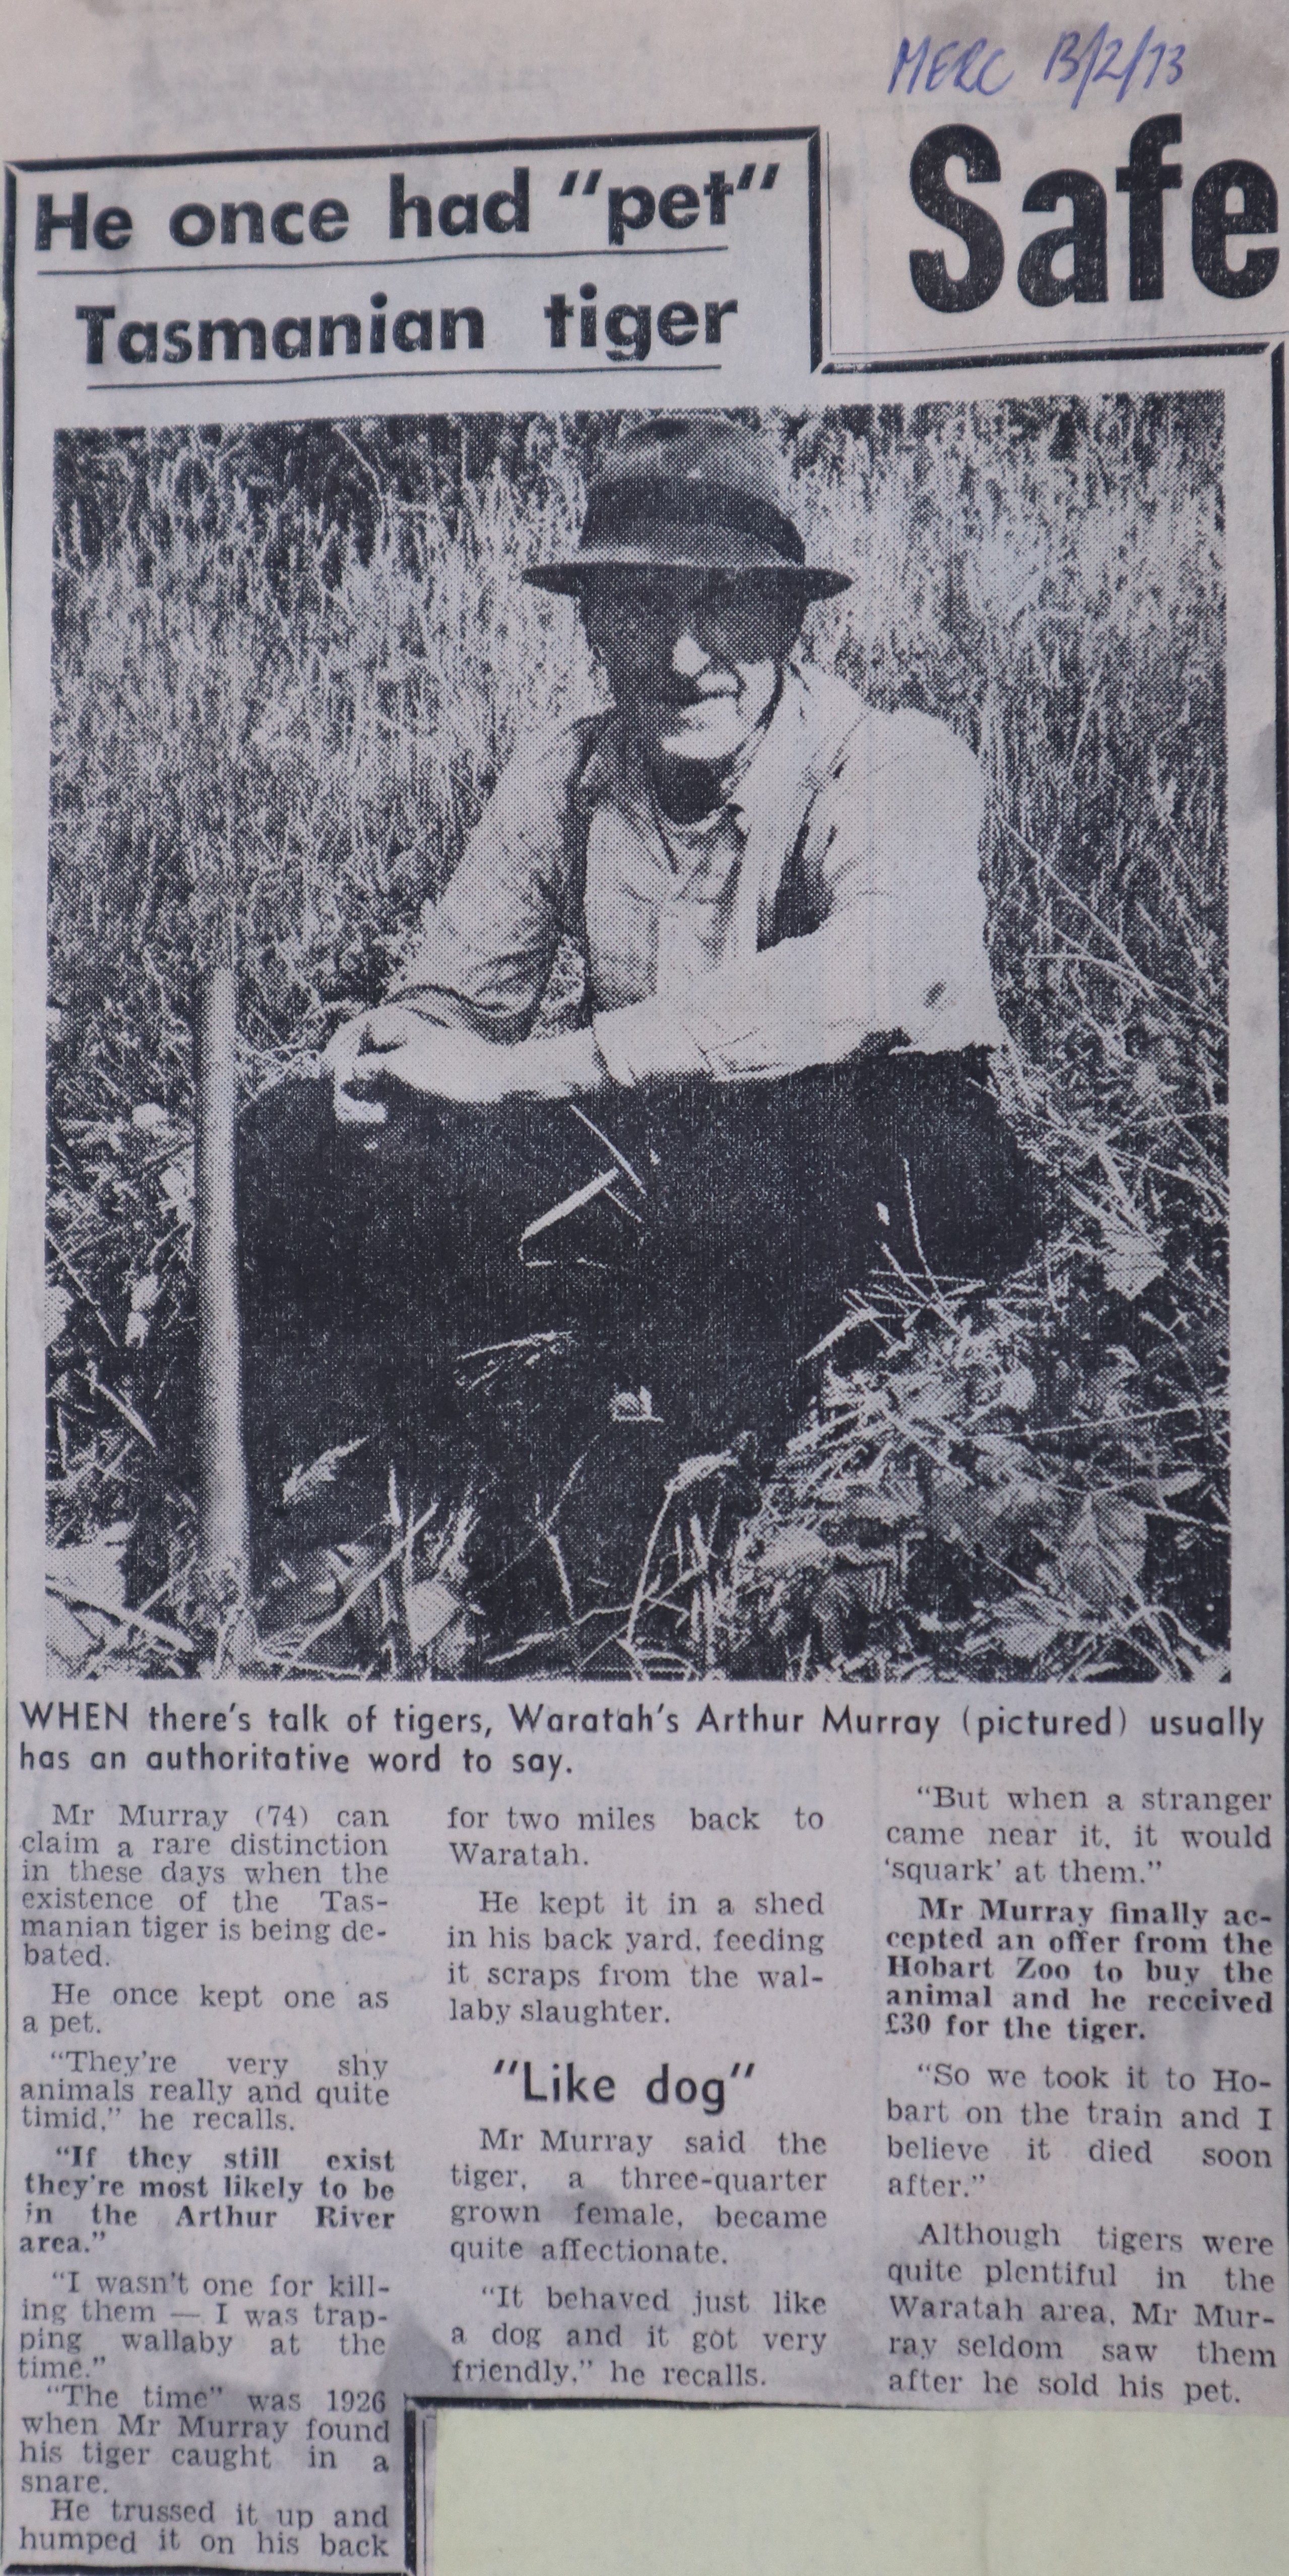 MERC 13/2/73
He once had "pet"
Tasmanian tiger
Safe
WHEN there's talk of tigers, Waratah's Arthur Murray (pictured) usually
has an authoritative word to say.
Mr Murray (74) can
claim a rare distinction
in these days when the
existence of the Tas-
manian tiger is being de-
bated.
He once kept one as
a pet.
"They're very shy
animals really and quite
timid," he recalls.
"If they still exist
they're most likely to be
in the Arthur River
area."
"I wasn't one for kill-
ing them — I was trap-
ping wallaby at the
time."
"The time" was 1926
when Mr Murray found
his tiger caught in a
snare.
He trussed it up and
humped it on his back
for two miles back to
Waratah.
He kept it in a shed
in his back yard, feeding
it scraps from the wal-
laby slaughter.
"Like dog"
Mr Murray said the
tiger, a three-quarter
grown female, became
quite affectionate.
"It behaved just like
a dog and it got very
friendly," he recalls.
"But when a stranger
came near it, it would
'squark' at them."
Mr Murray finally ac-
cepted an offer from the
Hobart Zoo to buy the
animal and he received
£30 for the tiger.
"So we took it to Ho-
bart on the train and I
believe it died soon
after."
Although tigers were
quite plentiful in the
Waratah area, Mr Mur-
ray seldom saw them
after he sold his pet.